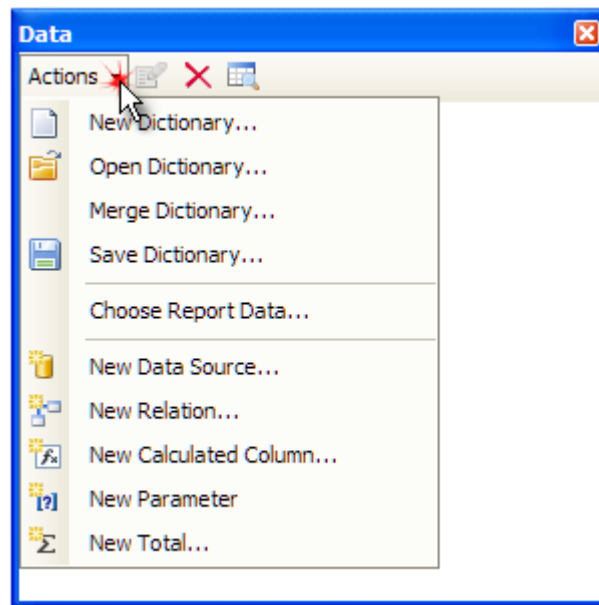 Data
Actions
New Dictionary...
Open Dictionary...
Merge Dictionary...
Save Dictionary...
Choose Report Data...
New Data Source...
New Relation...
New Calculated Column...
New Parameter
New Total...